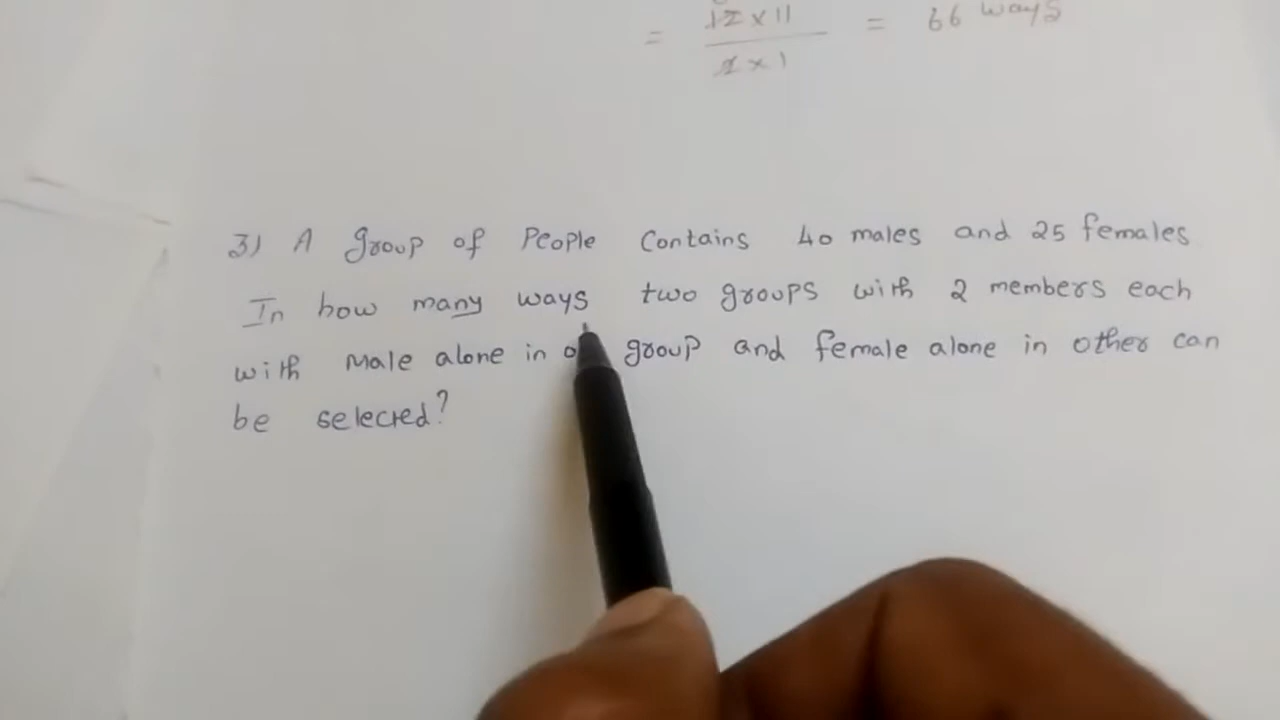 = 12 x 11 = 66 ways
2 x 1
3) A group of People Contains 40 males and 25 females
In how many ways two groups with 2 members each
with Male alone in group and female alone in other can
be selected?